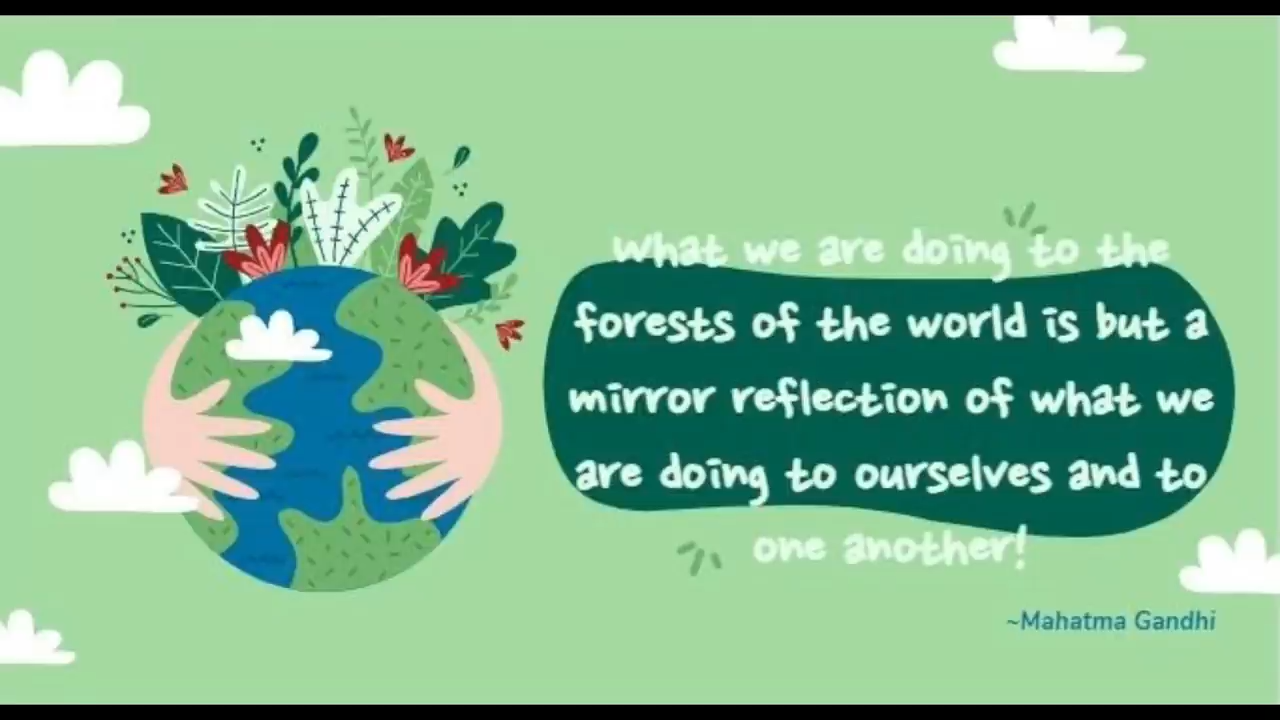 What we are doing to the
forests of the world is but a
mirror reflection of what we
are doing to ourselves and to
one another!
~Mahatma Gandhi